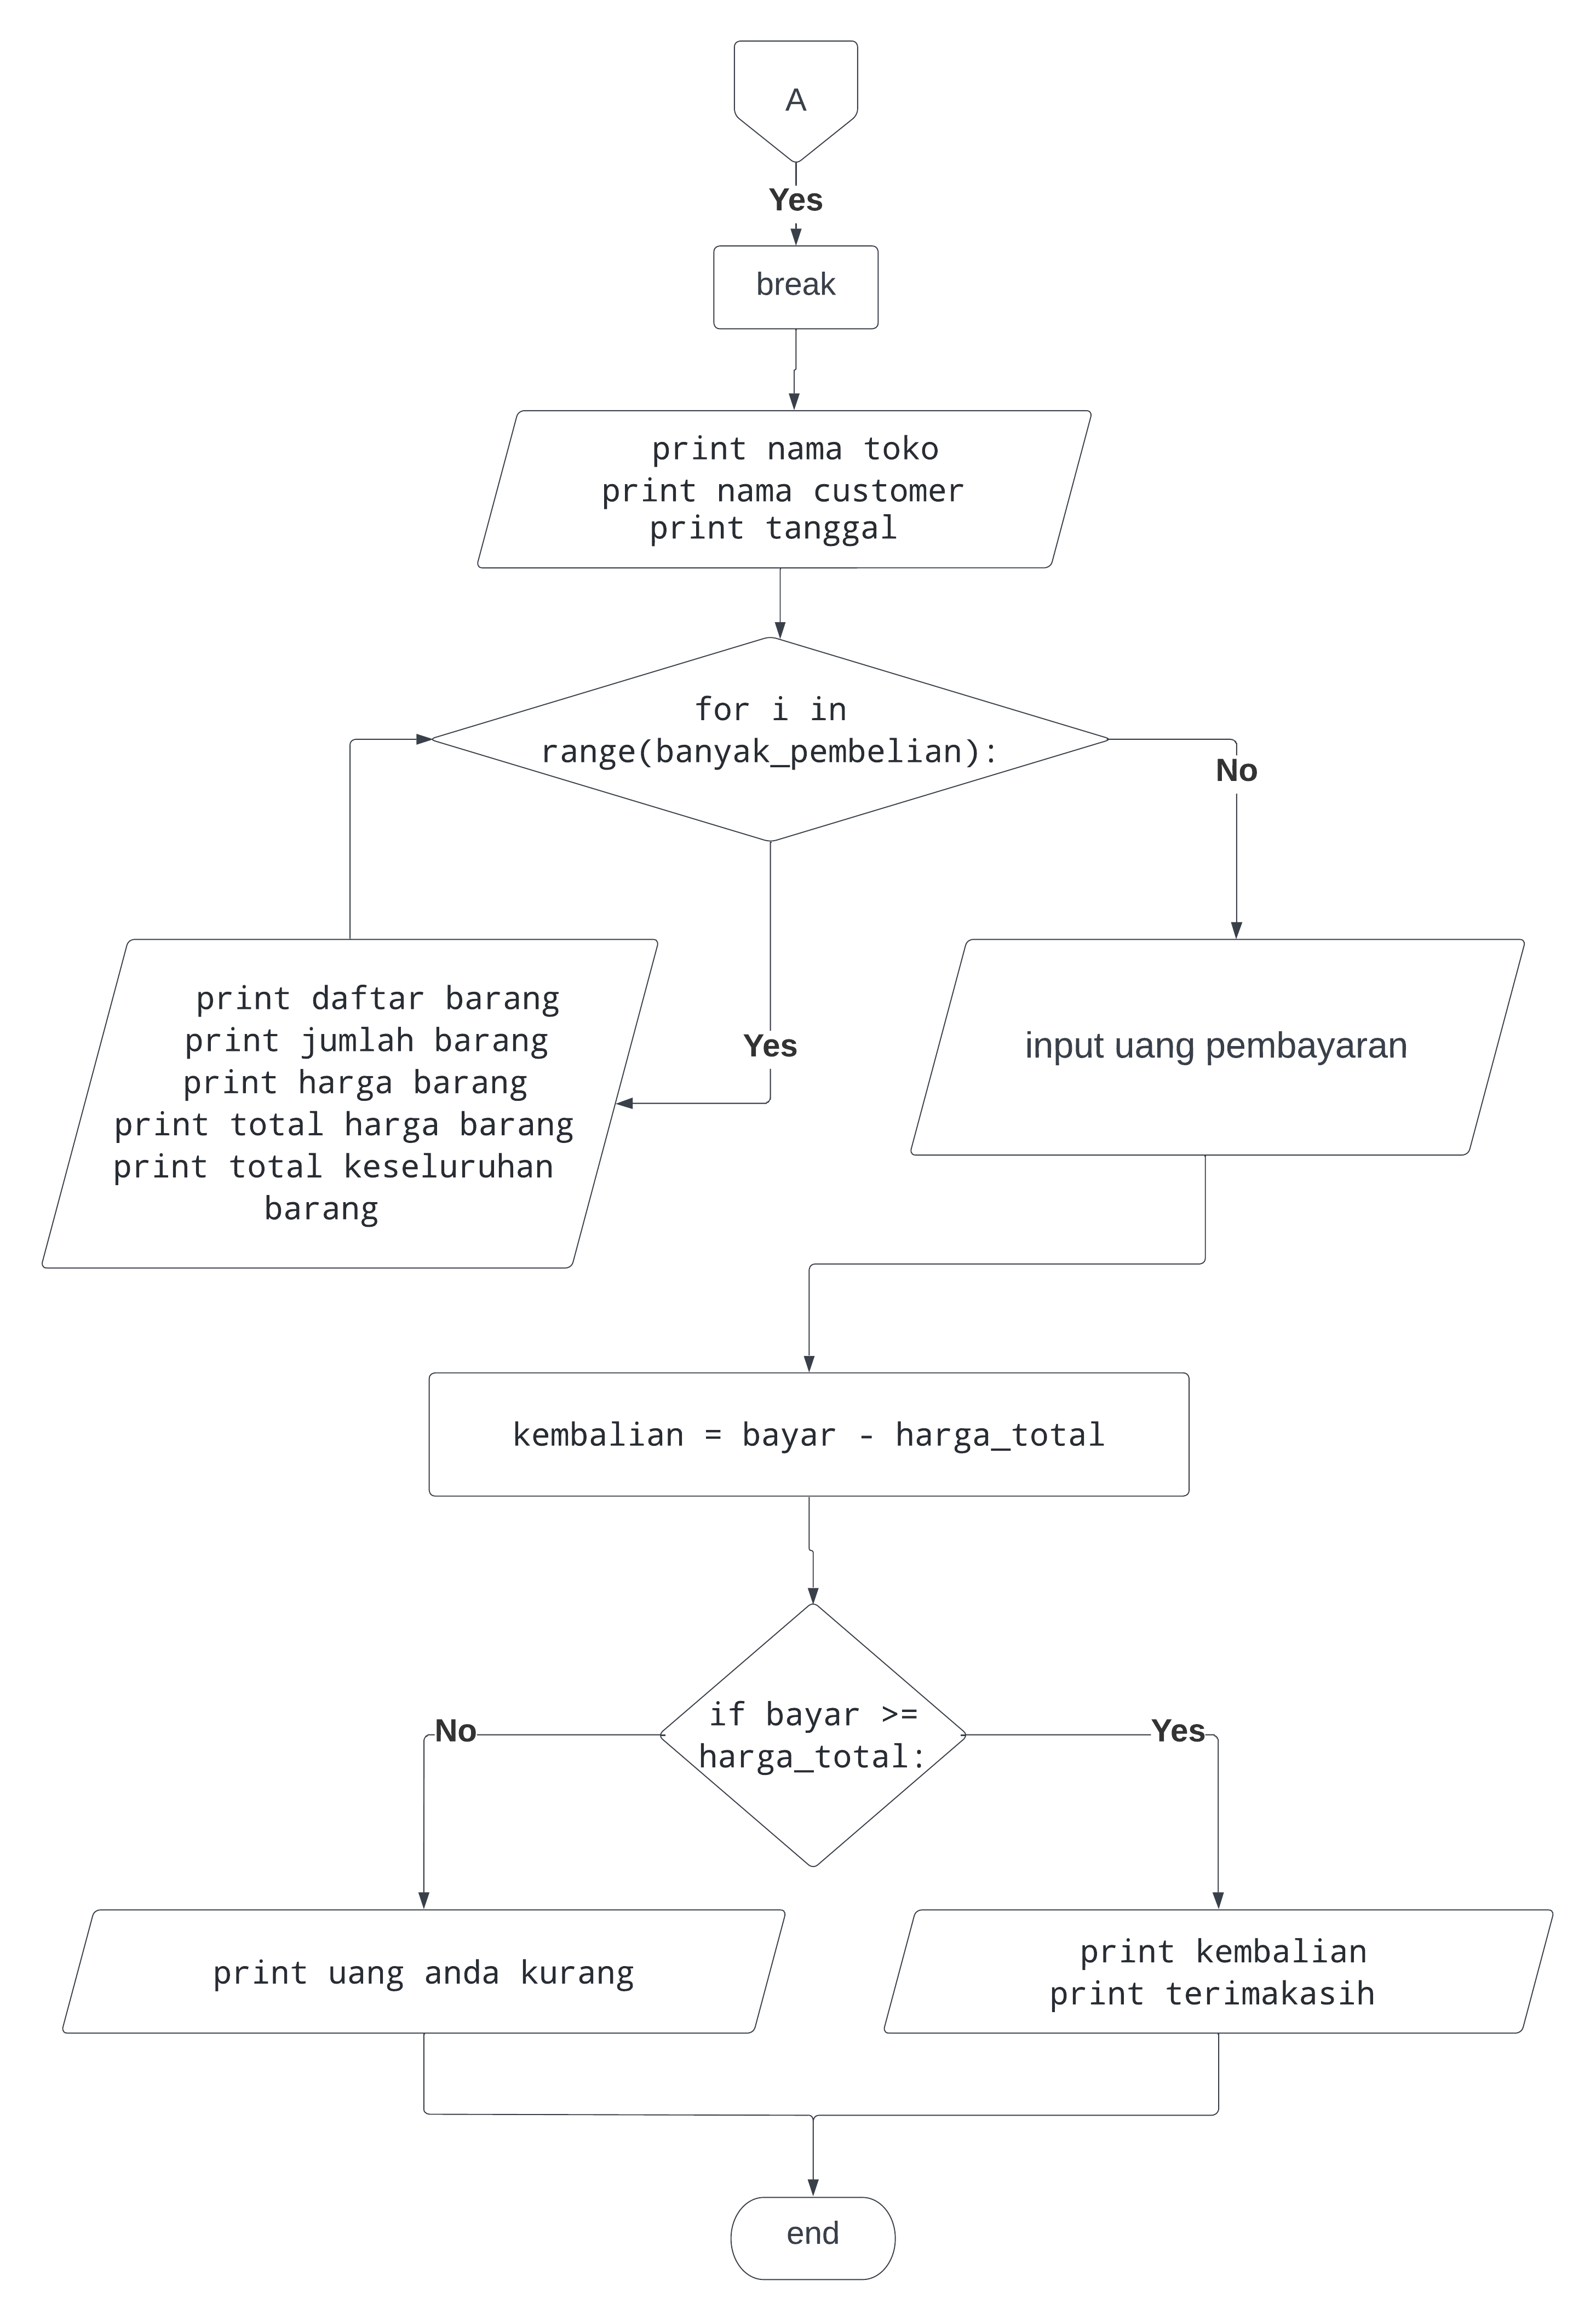 A
Yes
break
print nama toko
print nama customer
print tanggal
for i in
range(banyak_pembelian):
No
print daftar barang
print jumlah barang
print harga barang
print total harga barang
print total keseluruhan
barang
Yes
input uang pembayaran
kembalian = bayar - harga_total
if bayar >=
harga_total:
No
Yes
print uang anda kurang
print kembalian
print terimakasih
end